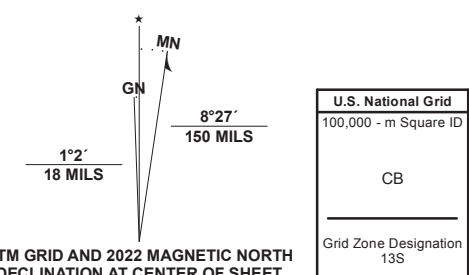 ★
MN
GN
8°27´
150 MILS
1°2´
18 MILS
TM GRID AND 2022 MAGNETIC NORTH
DECLINATION AT CENTER OF SHEET
U.S. National Grid
100,000 - m Square ID
CB
Grid Zone Designation
13S